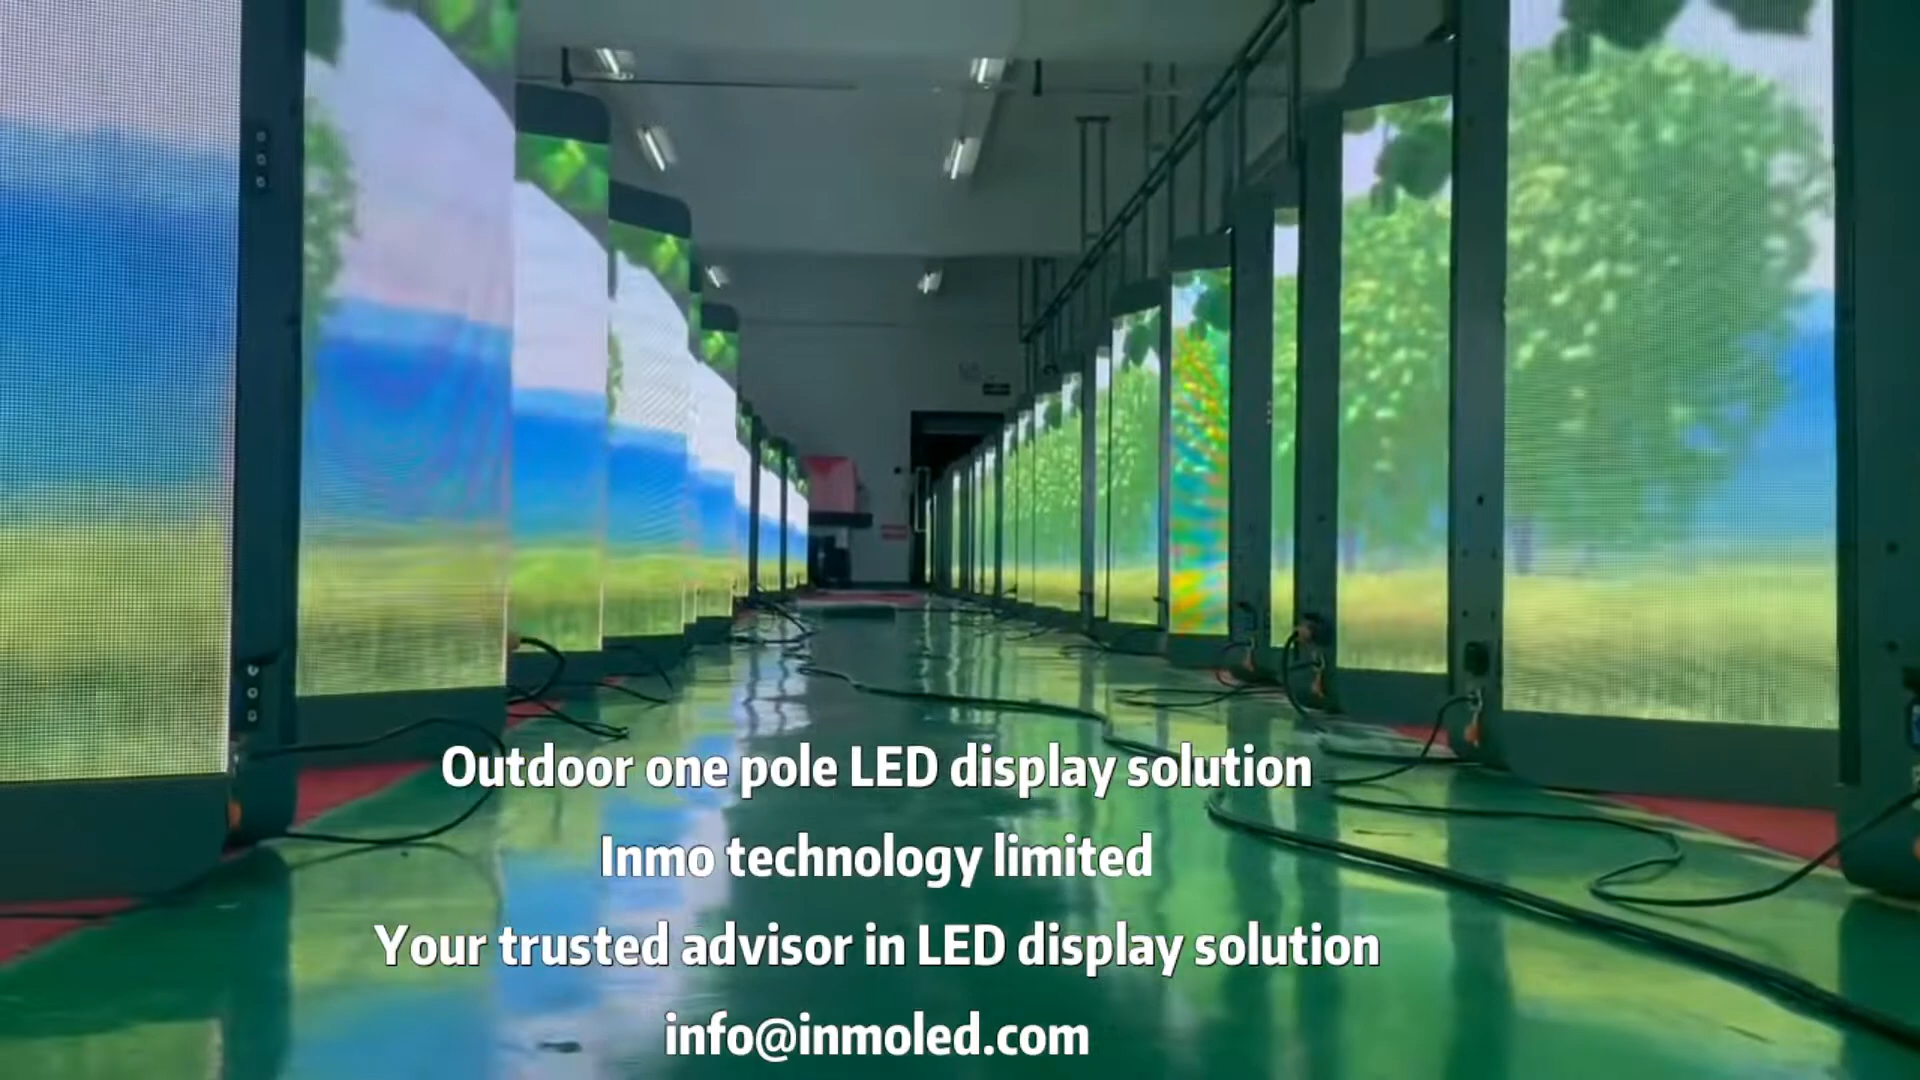 Outdoor one pole LED display solution
Inmo technology limited
Your trusted advisor in LED display solution
info@inmoled.com